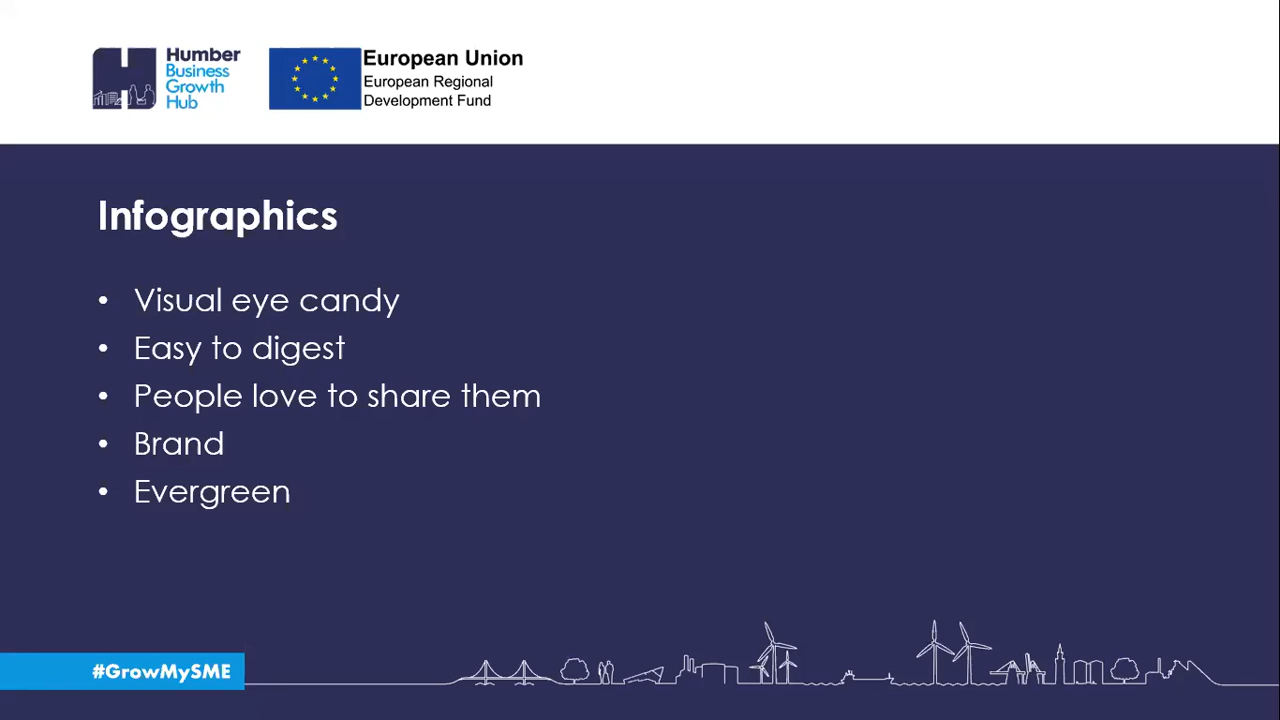 Humber
Business
Growth
Hub
European Union
European Regional
Development Fund
Infographics
• Visual eye candy
• Easy to digest
• People love to share them
• Brand
• Evergreen
#GrowMySME